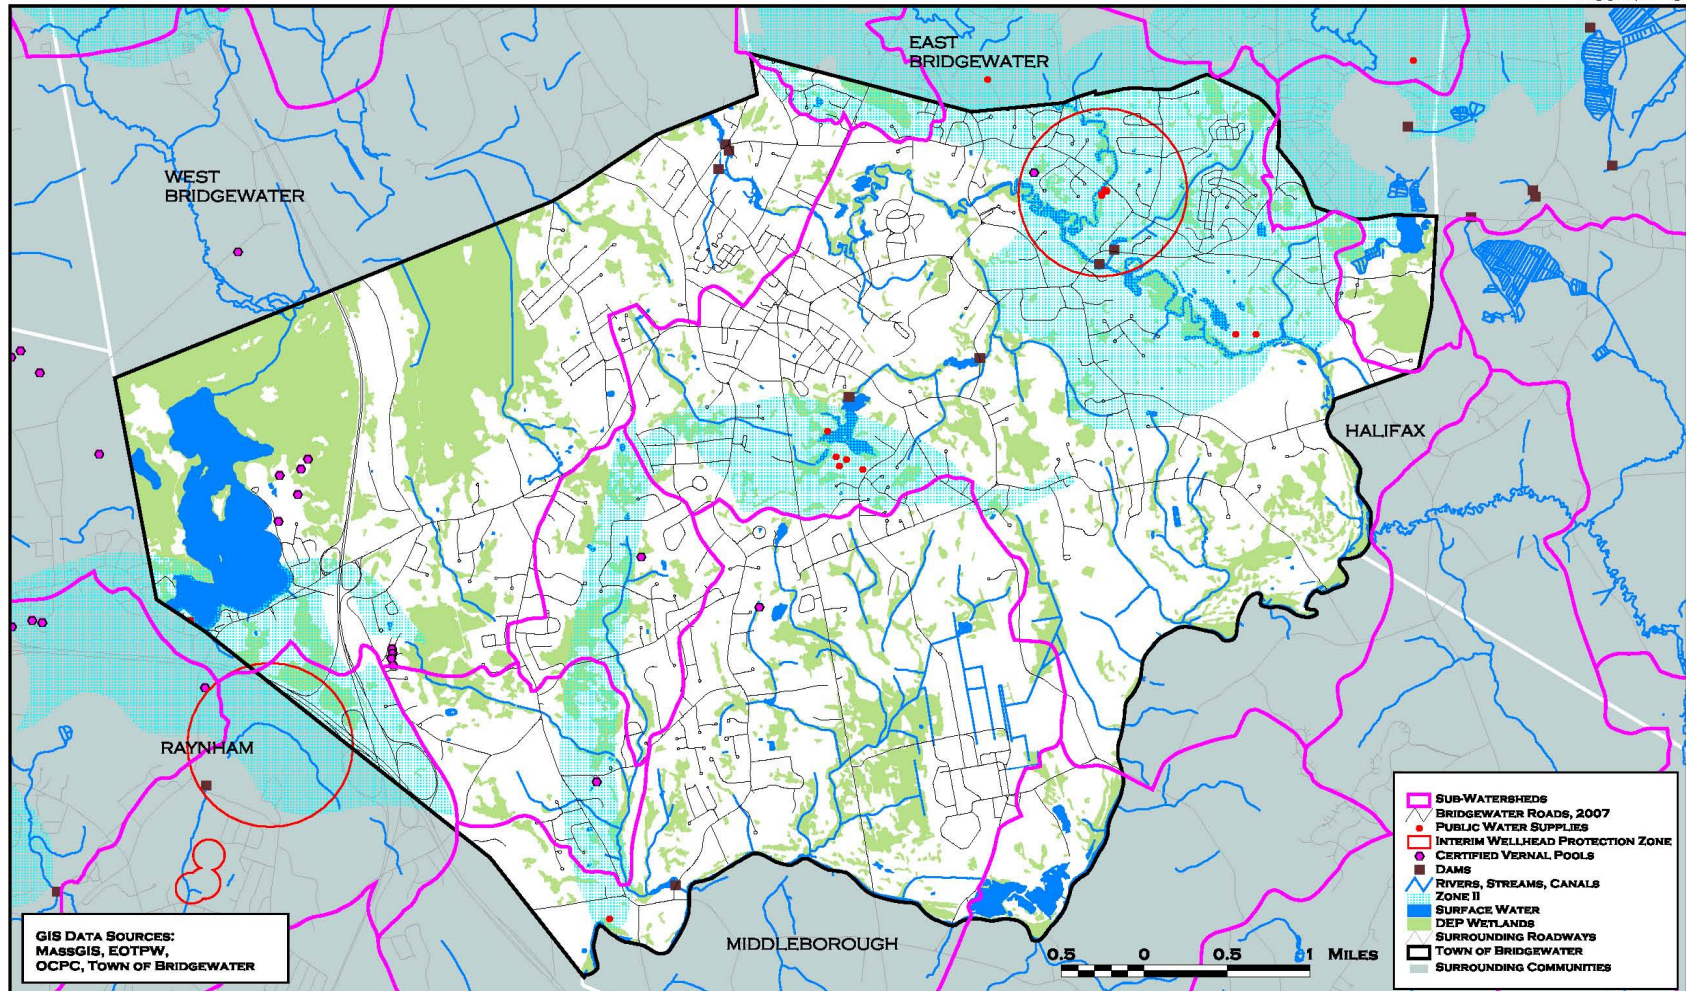 EAST
BRIDGEWATER
WEST
BRIDGEWATER
HALIFAX
RAYNHAM
MIDDLEBOROUGH
0.5 0 0.5 1 MILES
GIS DATA SOURCES:
MASSGIS, EOTPW,
OCPC, TOWN OF BRIDGEWATER
SUB-WATERSHEDS
BRIDGEWATER ROADS, 2007
PUBLIC WATER SUPPLIES
INTERIM WELLHEAD PROTECTION ZONE
CERTIFIED VERNAL POOLS
DAMS
RIVERS, STREAMS, CANALS
ZONE II
SURFACE WATER
DEP WETLANDS
SURROUNDING ROADWAYS
TOWN OF BRIDGEWATER
SURROUNDING COMMUNITIES